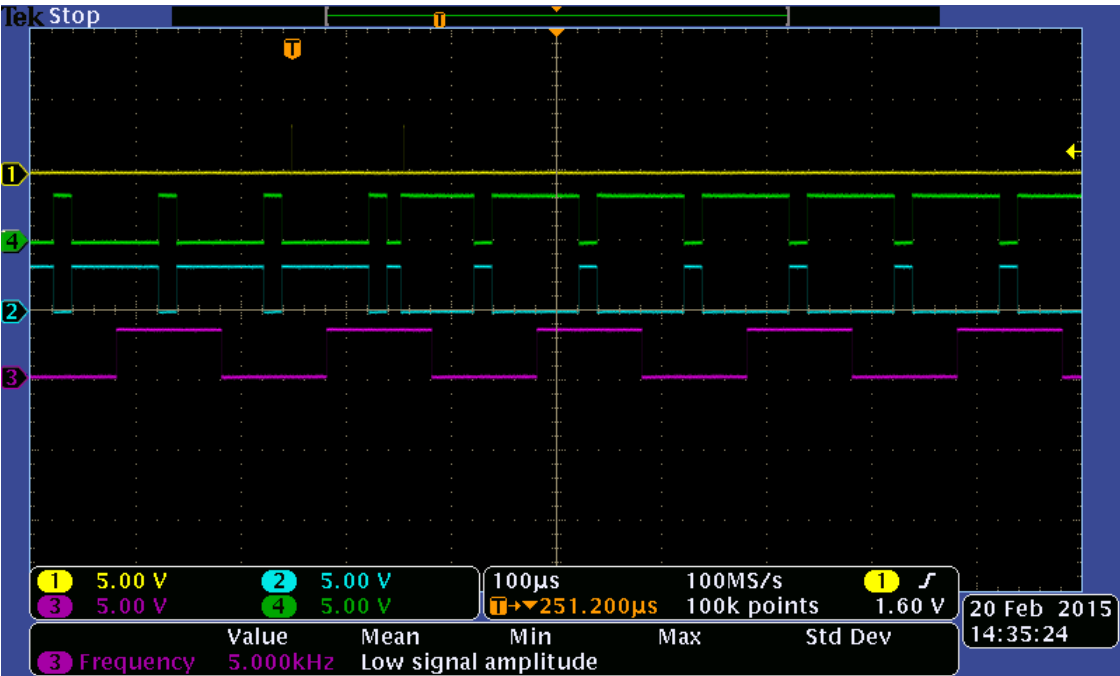 Tek Stop
T
T
1
4
2
3
1 5.00 V 2 5.00 V 100µs 100MS/s 1 ƒ
3 5.00 V 4 5.00 V T→▼251.200µs 100k points 1.60 V
20 Feb 2015
14:35:24
Value Mean Min Max Std Dev
3 Frequency 5.000kHz Low signal amplitude